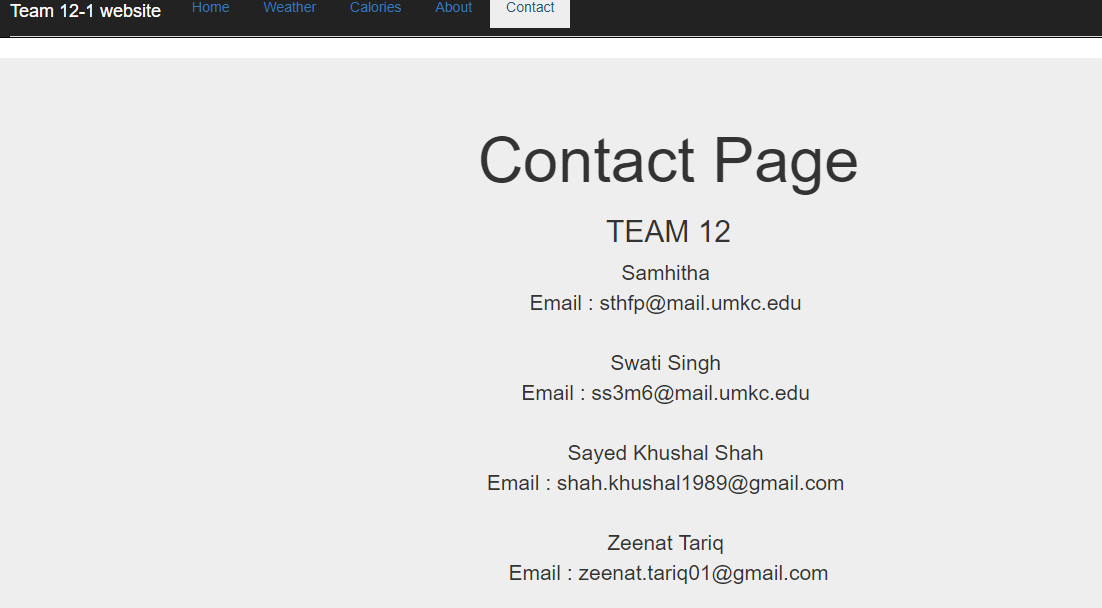 Team 12-1 website Home Weather Calories About Contact
Contact Page
TEAM 12
Samhitha
Email : sthfp@mail.umkc.edu
Swati Singh
Email : ss3m6@mail.umkc.edu
Sayed Khushal Shah
Email : shah.khushal1989@gmail.com
Zeenat Tariq
Email : zeenat.tariq01@gmail.com